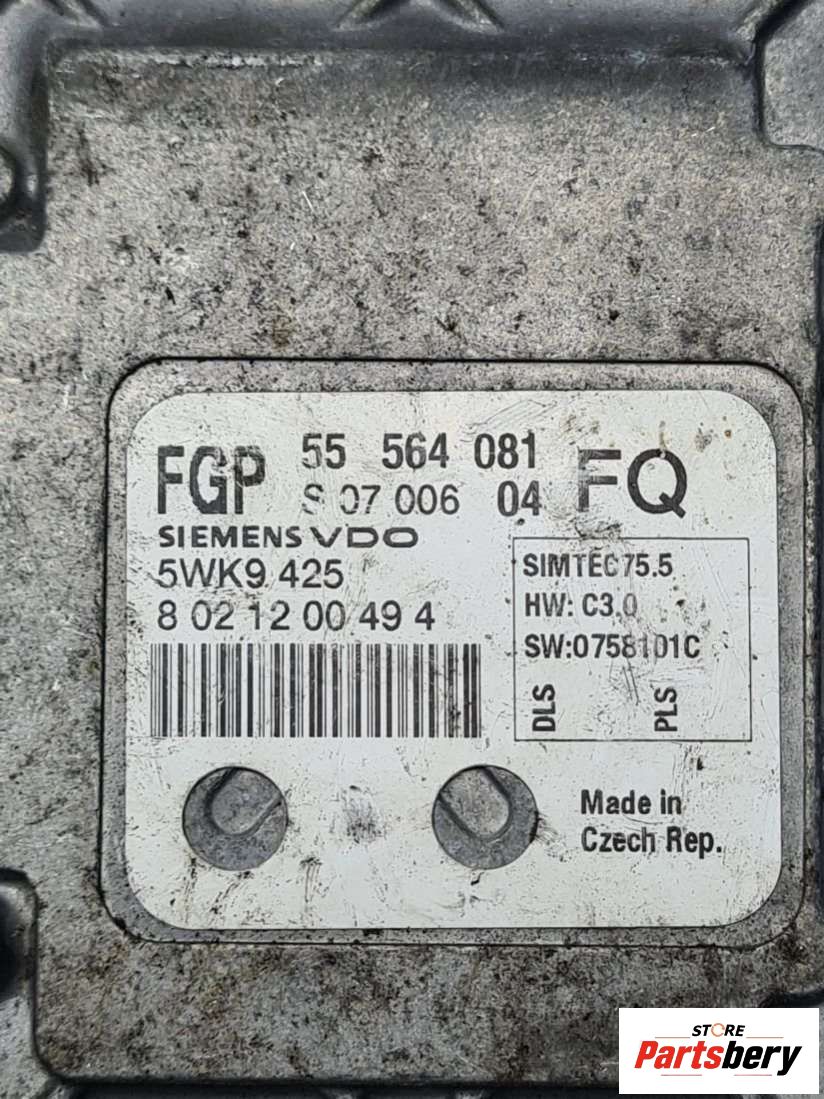 FGP 55 564 081 FQ
S 07 006 04
SIEMENS VDO
5WK9 425
8 02 12 00 49 4
SIMTEC75.5
HW: C3.0
SW:0758101C
DLS
PLS
Made in
Czech Rep.
STORE
Partsbery